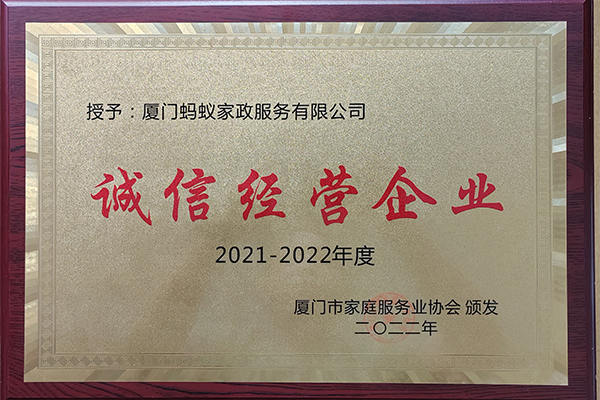 授予：厦门蚂蚁家政服务有限公司
诚信经营企业
2021-2022年度
厦门市家庭服务业协会 颁发
二〇二二年